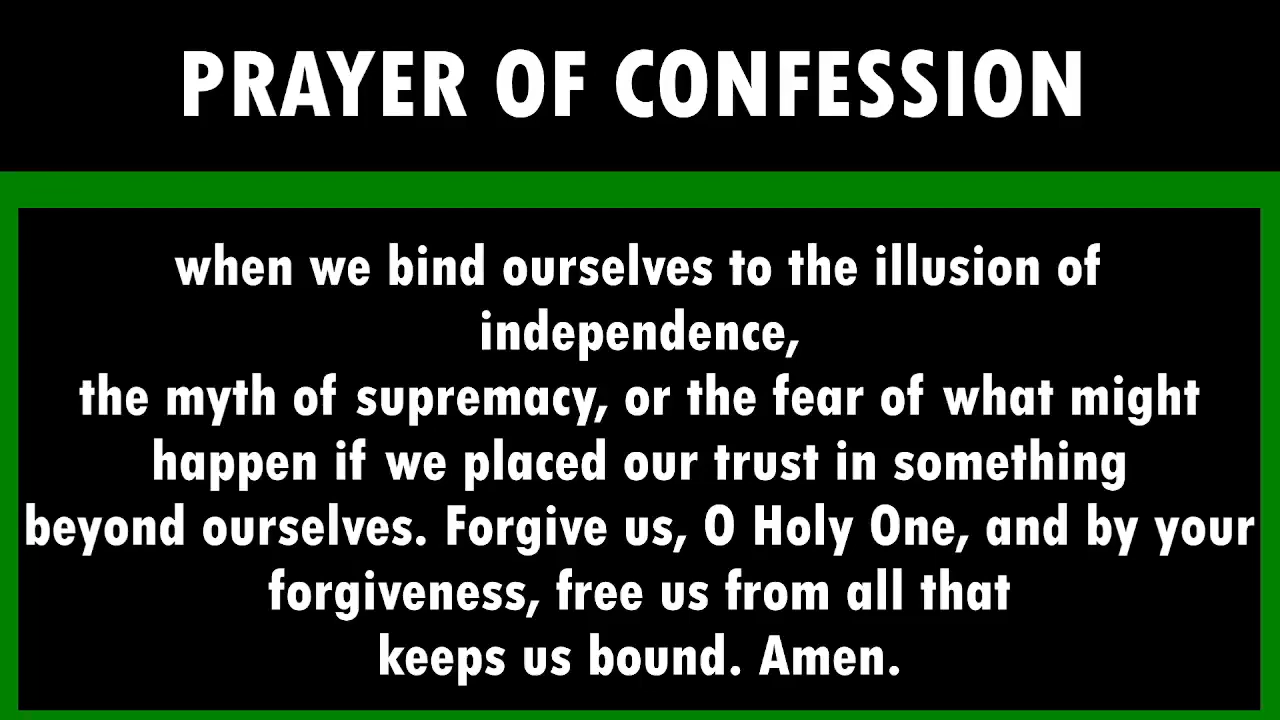 PRAYER OF CONFESSION
when we bind ourselves to the illusion of
independence,
the myth of supremacy, or the fear of what might
happen if we placed our trust in something
beyond ourselves. Forgive us, O Holy One, and by your
forgiveness, free us from all that
keeps us bound. Amen.